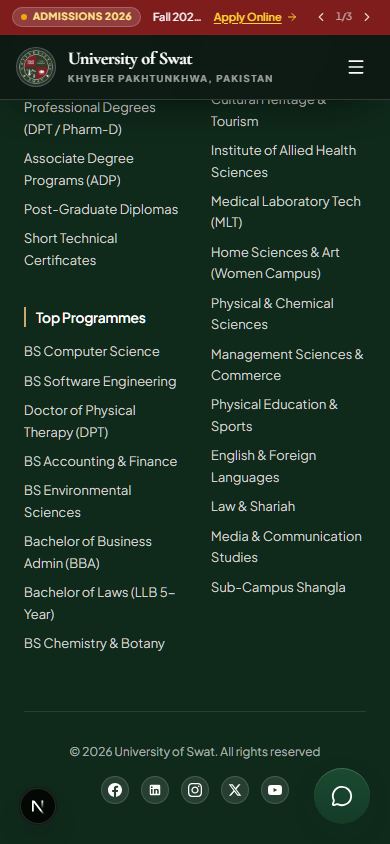 ADMISSIONS 2026
Fall 202...
Apply Online →
1/3
University of Swat
KHYBER PAKHTUNKHWA, PAKISTAN
Professional Degrees
(DPT / Pharm-D)
Associate Degree
Programs (ADP)
Post-Graduate Diplomas
Short Technical
Certificates
Top Programmes
BS Computer Science
BS Software Engineering
Doctor of Physical
Therapy (DPT)
BS Accounting & Finance
BS Environmental
Sciences
Bachelor of Business
Admin (BBA)
Bachelor of Laws (LLB 5–
Year)
BS Chemistry & Botany
Cultural Heritage &
Tourism
Institute of Allied Health
Sciences
Medical Laboratory Tech
(MLT)
Home Sciences & Art
(Women Campus)
Physical & Chemical
Sciences
Management Sciences &
Commerce
Physical Education &
Sports
English & Foreign
Languages
Law & Shariah
Media & Communication
Studies
Sub-Campus Shangla
© 2026 University of Swat. All rights reserved
N